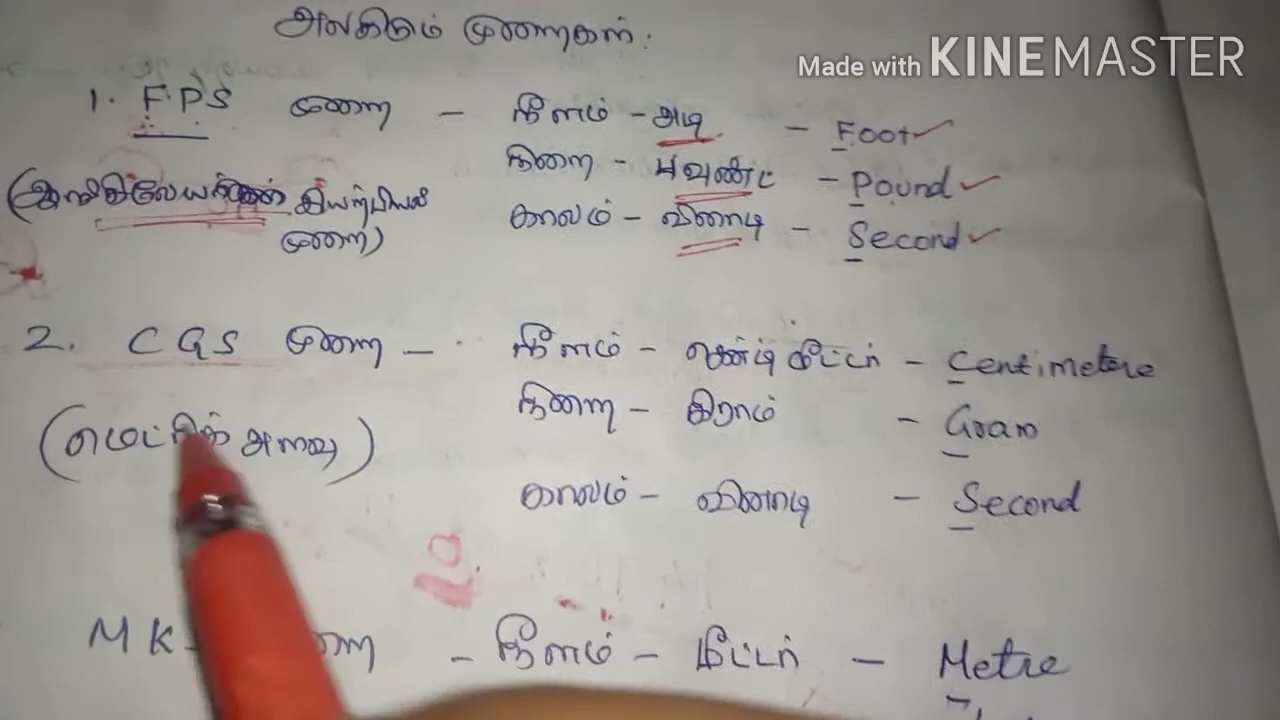 அலகிடும் முறைகள்.
Made with KINEMASTER
1. F.P.S முறை - நீளம் - அடி - Foot
நிறை - பவுண்ட் - Pound
(ஆங்கிலேயர்களின் இயற்பியல் காலம் - வினாடி - Second
முறை)
2. CGS முறை - நீளம் - சென்டி மீட்டர் - Centimetre
நிறை - கிராம் - Gram
(மெட்ரிக் அளவு)
காலம் - வினாடி - Second
MK - நீளம் - மீட்டர் - Metre